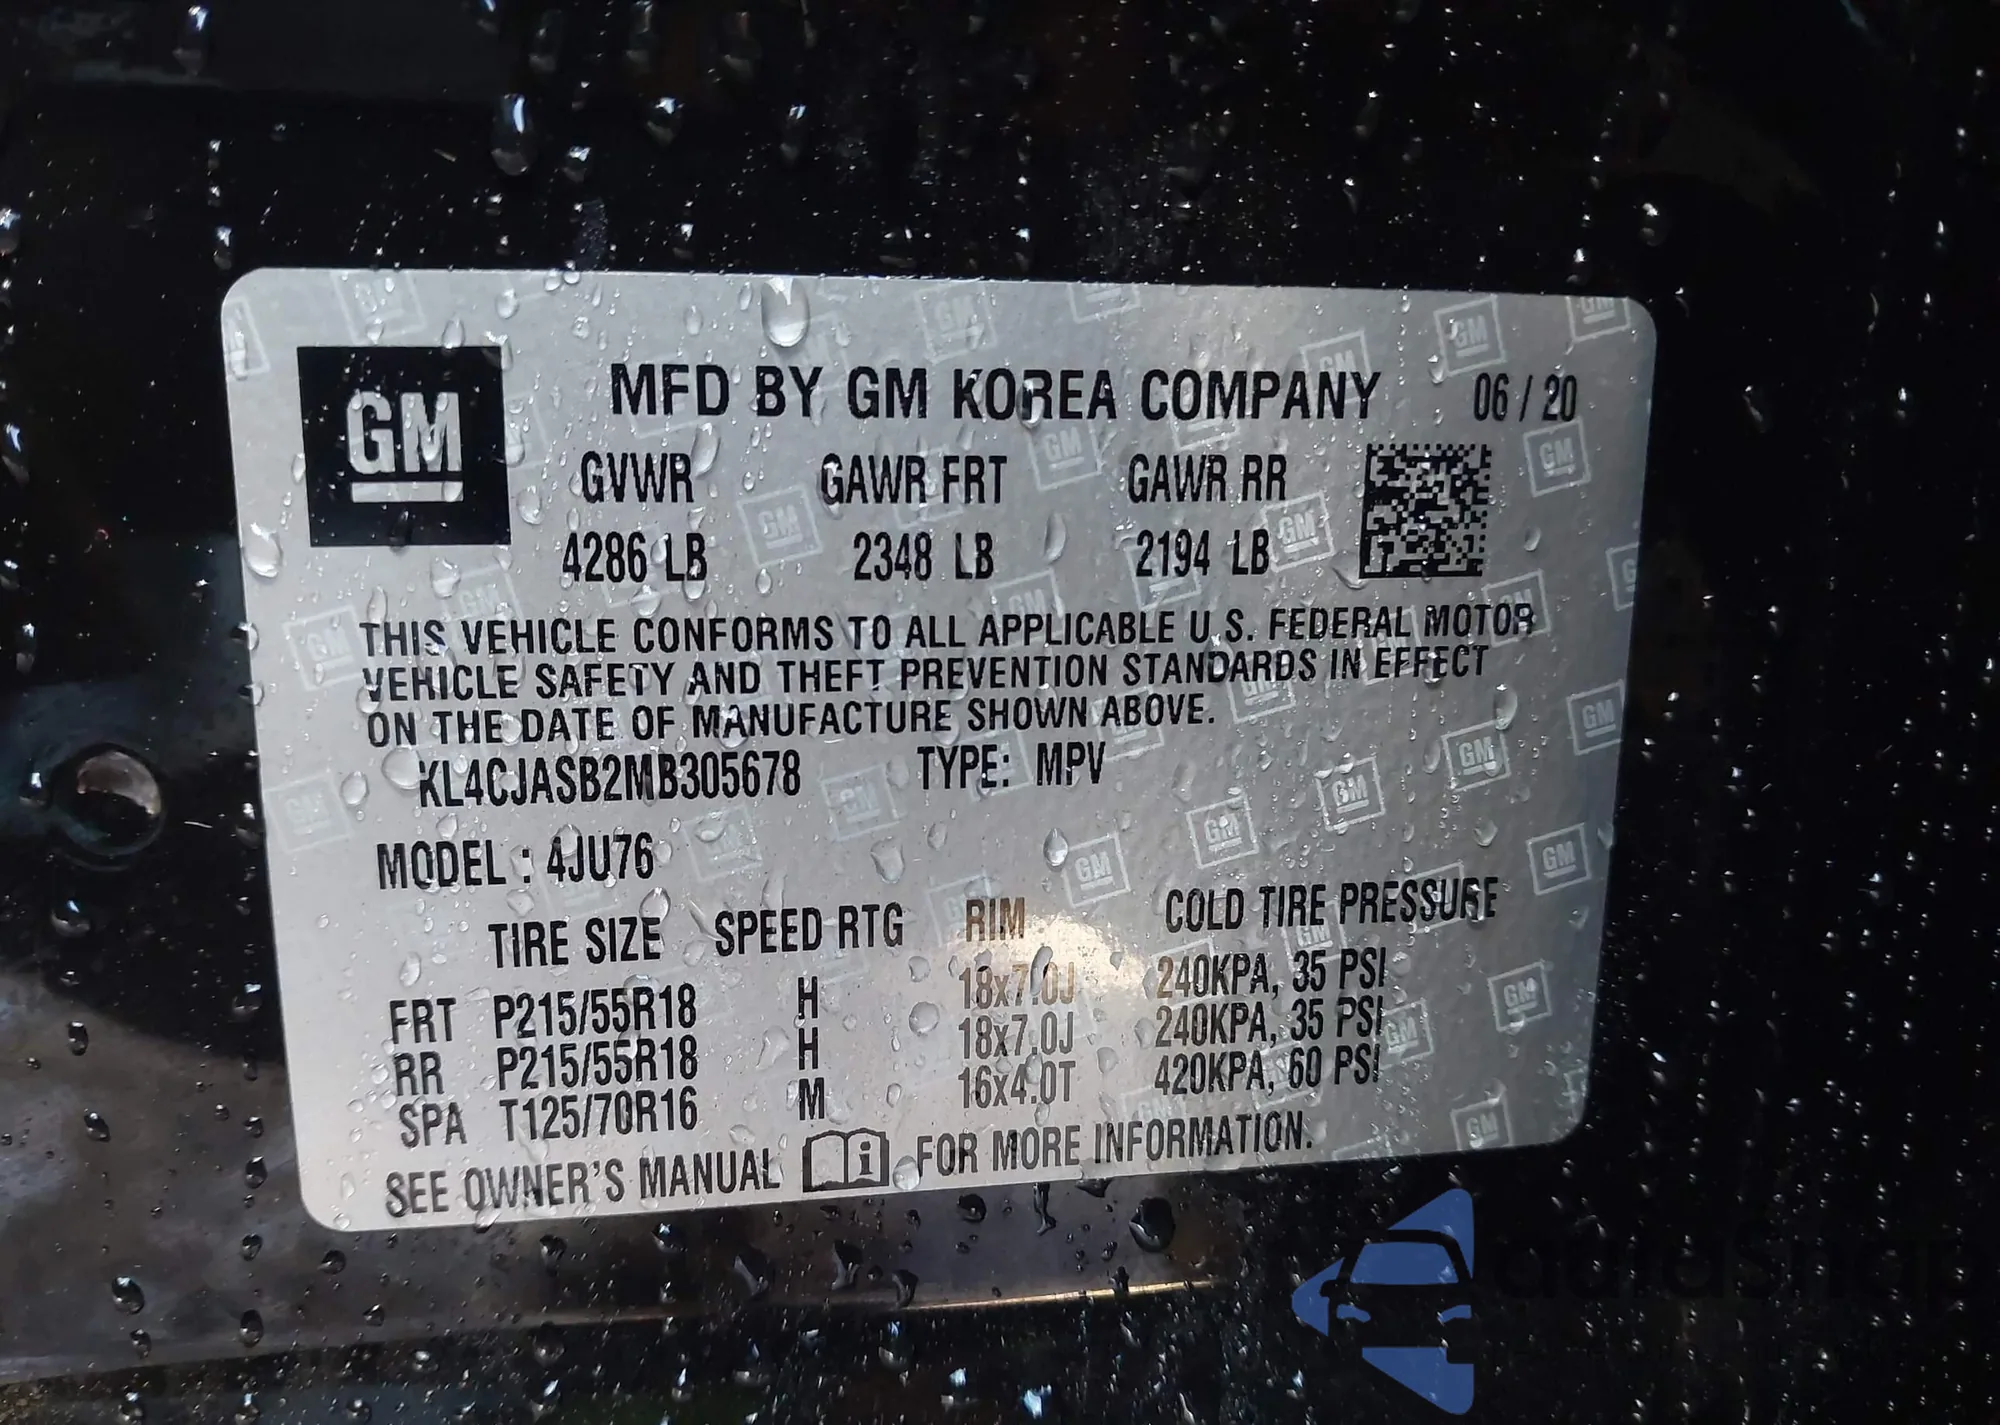 GM
MFD BY GM KOREA COMPANY 06 / 20
GVWR GAWR FRT GAWR RR
4286 LB 2348 LB 2194 LB
THIS VEHICLE CONFORMS TO ALL APPLICABLE U.S. FEDERAL MOTOR
VEHICLE SAFETY AND THEFT PREVENTION STANDARDS IN EFFECT
ON THE DATE OF MANUFACTURE SHOWN ABOVE.
KL4CJASB2MB305678 TYPE: MPV
MODEL : 4JU76
TIRE SIZE SPEED RTG RIM COLD TIRE PRESSURE
FRT P215/55R18 H 18x7.0J 240KPA, 35 PSI
RR P215/55R18 H 18x7.0J 240KPA, 35 PSI
SPA T125/70R16 M 16x4.0T 420KPA, 60 PSI
SEE OWNER'S MANUAL i FOR MORE INFORMATION.